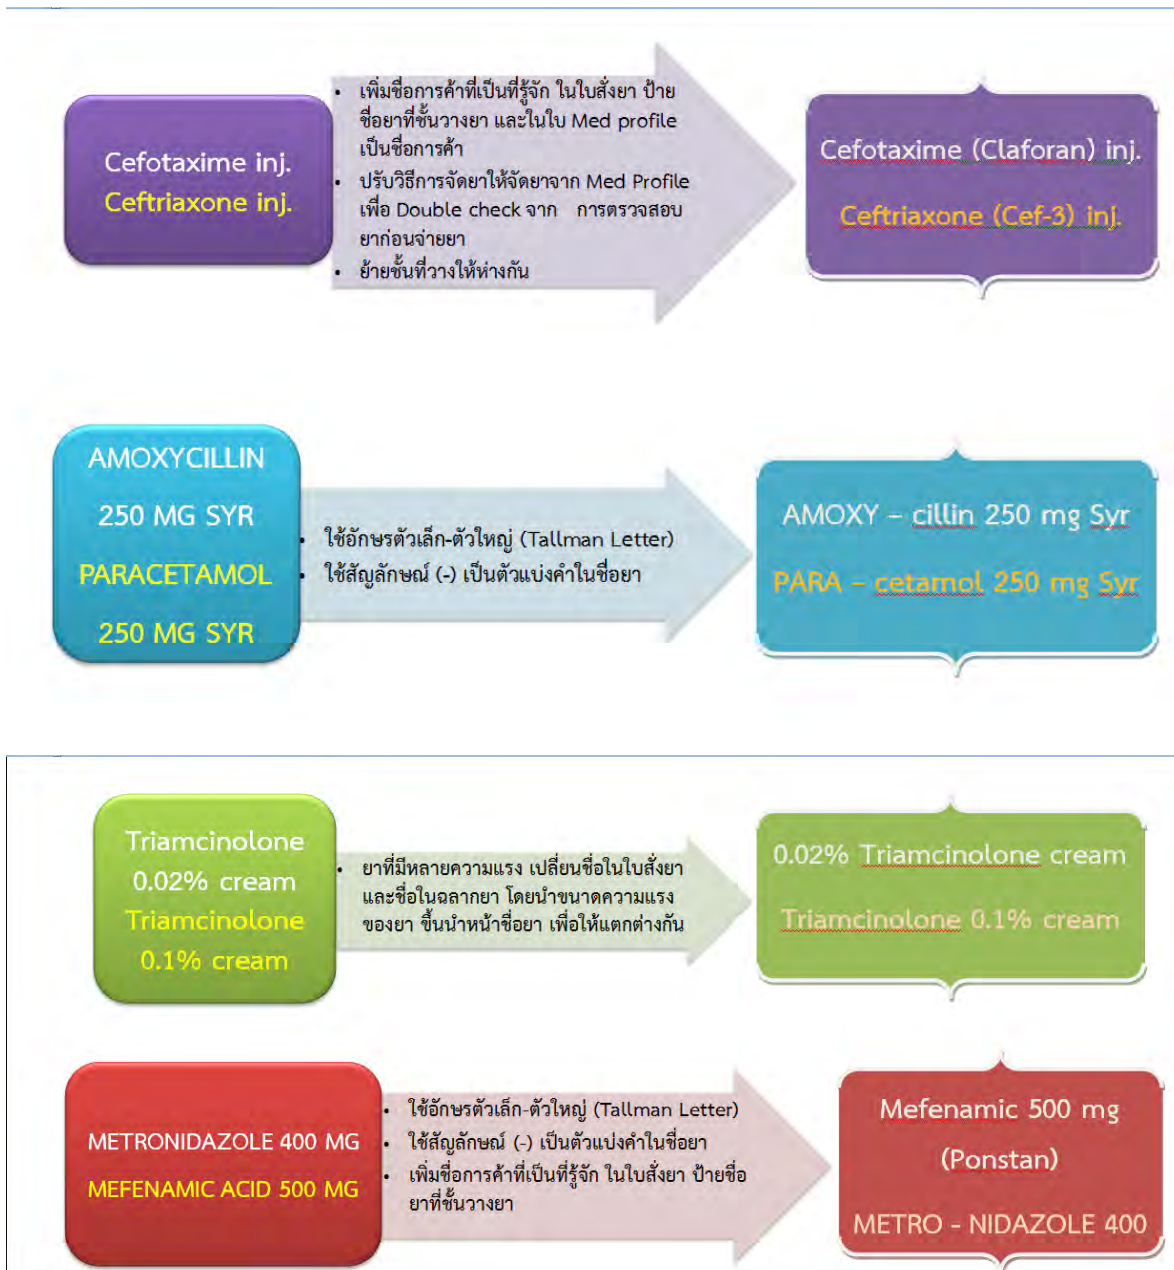 Cefotaxime inj.
Ceftriaxone inj.
• เพิ่มชื่อการค้าที่เป็นที่รู้จัก ในใบสั่งยา ป้าย
ชื่อยาที่ชั้นวางยา และในใบ Med profile
เป็นชื่อการค้า
• ปรับวิธีการจัดยาให้จัดยาจาก Med Profile
เพื่อ Double check จาก การตรวจสอบ
ยาก่อนจ่ายยา
• ย้ายชั้นที่วางให้ห่างกัน
Cefotaxime (Claforan) inj.
Ceftriaxone (Cef-3) inj.
AMOXYCILLIN
250 MG SYR
PARACETAMOL
250 MG SYR
• ใช้อักษรตัวเล็ก-ตัวใหญ่ (Tallman Letter)
• ใช้สัญลักษณ์ (-) เป็นตัวแบ่งคำในชื่อยา
AMOXY – cillin 250 mg Syr
PARA – cetamol 250 mg Syr
Triamcinolone
0.02% cream
Triamcinolone
0.1% cream
• ยาที่มีหลายความแรง เปลี่ยนชื่อในใบสั่งยา
และชื่อในฉลากยา โดยนำขนาดความแรง
ของยา ขึ้นนำหน้าชื่อยา เพื่อให้แตกต่างกัน
0.02% Triamcinolone cream
Triamcinolone 0.1% cream
METRONIDAZOLE 400 MG
MEFENAMIC ACID 500 MG
• ใช้อักษรตัวเล็ก-ตัวใหญ่ (Tallman Letter)
• ใช้สัญลักษณ์ (-) เป็นตัวแบ่งคำในชื่อยา
• เพิ่มชื่อการค้าที่เป็นที่รู้จัก ในใบสั่งยา ป้ายชื่อ
ยาที่ชั้นวางยา
Mefenamic 500 mg
(Ponstan)
METRO - NIDAZOLE 400